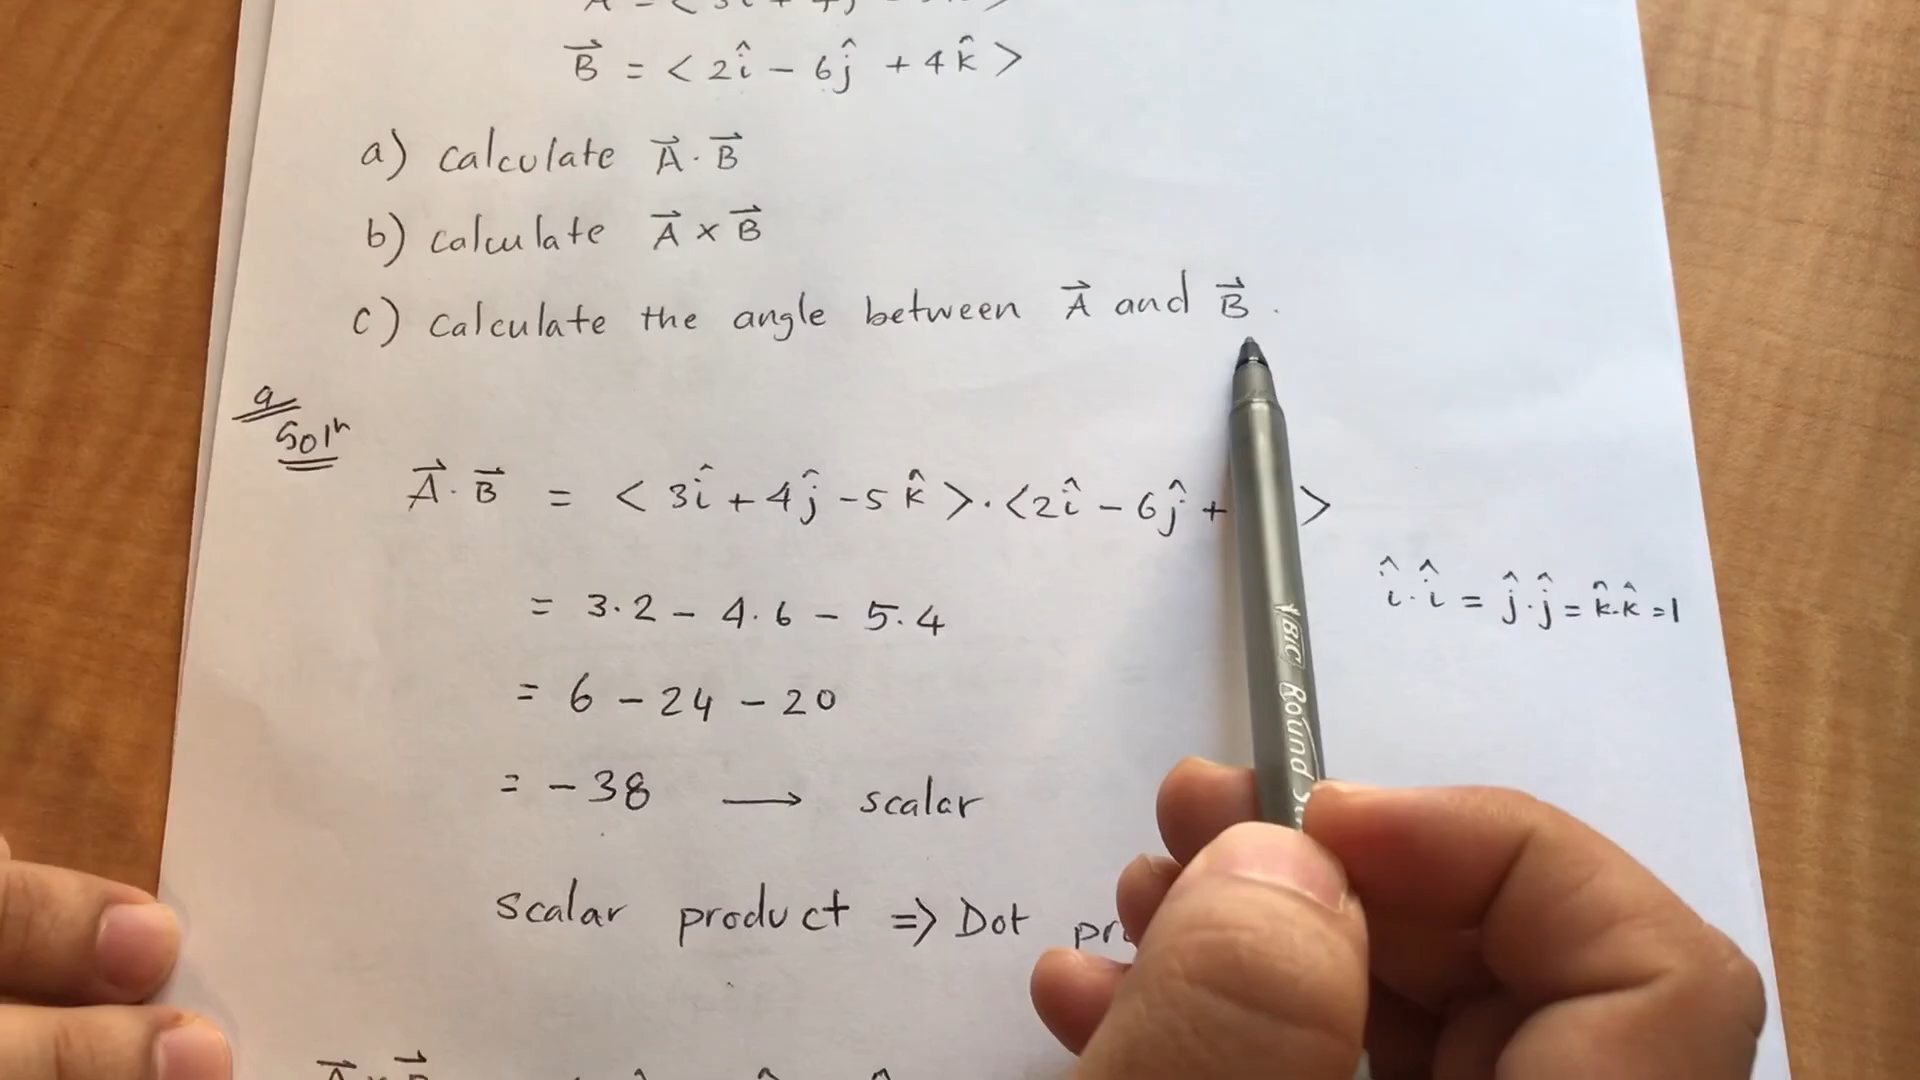 B⃗ = < 2î - 6ĵ + 4k̂ >
a) calculate A⃗ . B⃗
b) calculate A⃗ × B⃗
c) calculate the angle between A⃗ and B⃗ .
a
Solⁿ
A⃗ . B⃗ = < 3î + 4ĵ - 5k̂ > . < 2î - 6ĵ + >
= 3.2 - 4.6 - 5.4
î.î = ĵ.ĵ = k̂.k̂ = 1
= 6 - 24 - 20
= -38 → scalar
scalar product => Dot
BIC Round